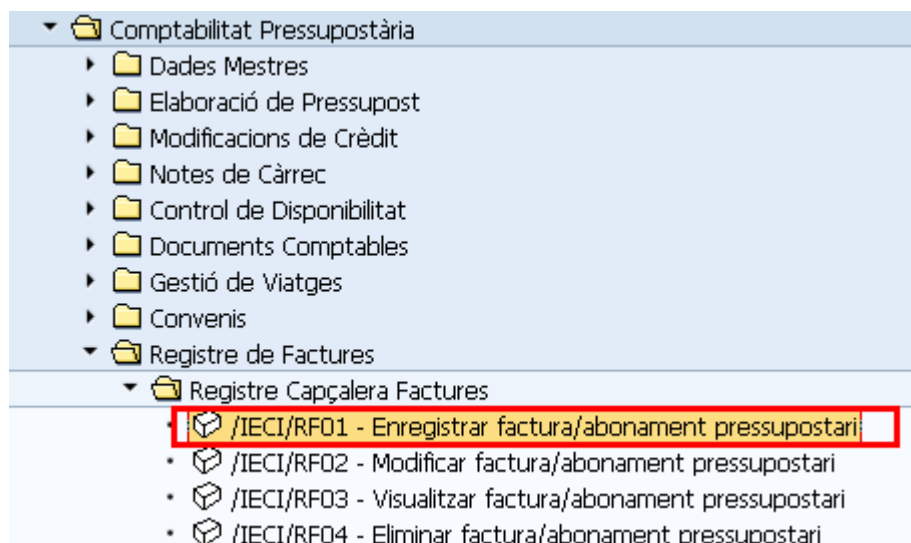 Comptabilitat Pressupostària
Dades Mestres
Elaboració de Pressupost
Modificacions de Crèdit
Notes de Càrrec
Control de Disponibilitat
Documents Comptables
Gestió de Viatges
Convenis
Registre de Factures
Registre Capçalera Factures
/IECI/RF01 - Enregistrar factura/abonament pressupostari
/IECI/RF02 - Modificar factura/abonament pressupostari
/IECI/RF03 - Visualitzar factura/abonament pressupostari
/IECI/RF04 - Eliminar factura/abonament pressupostari